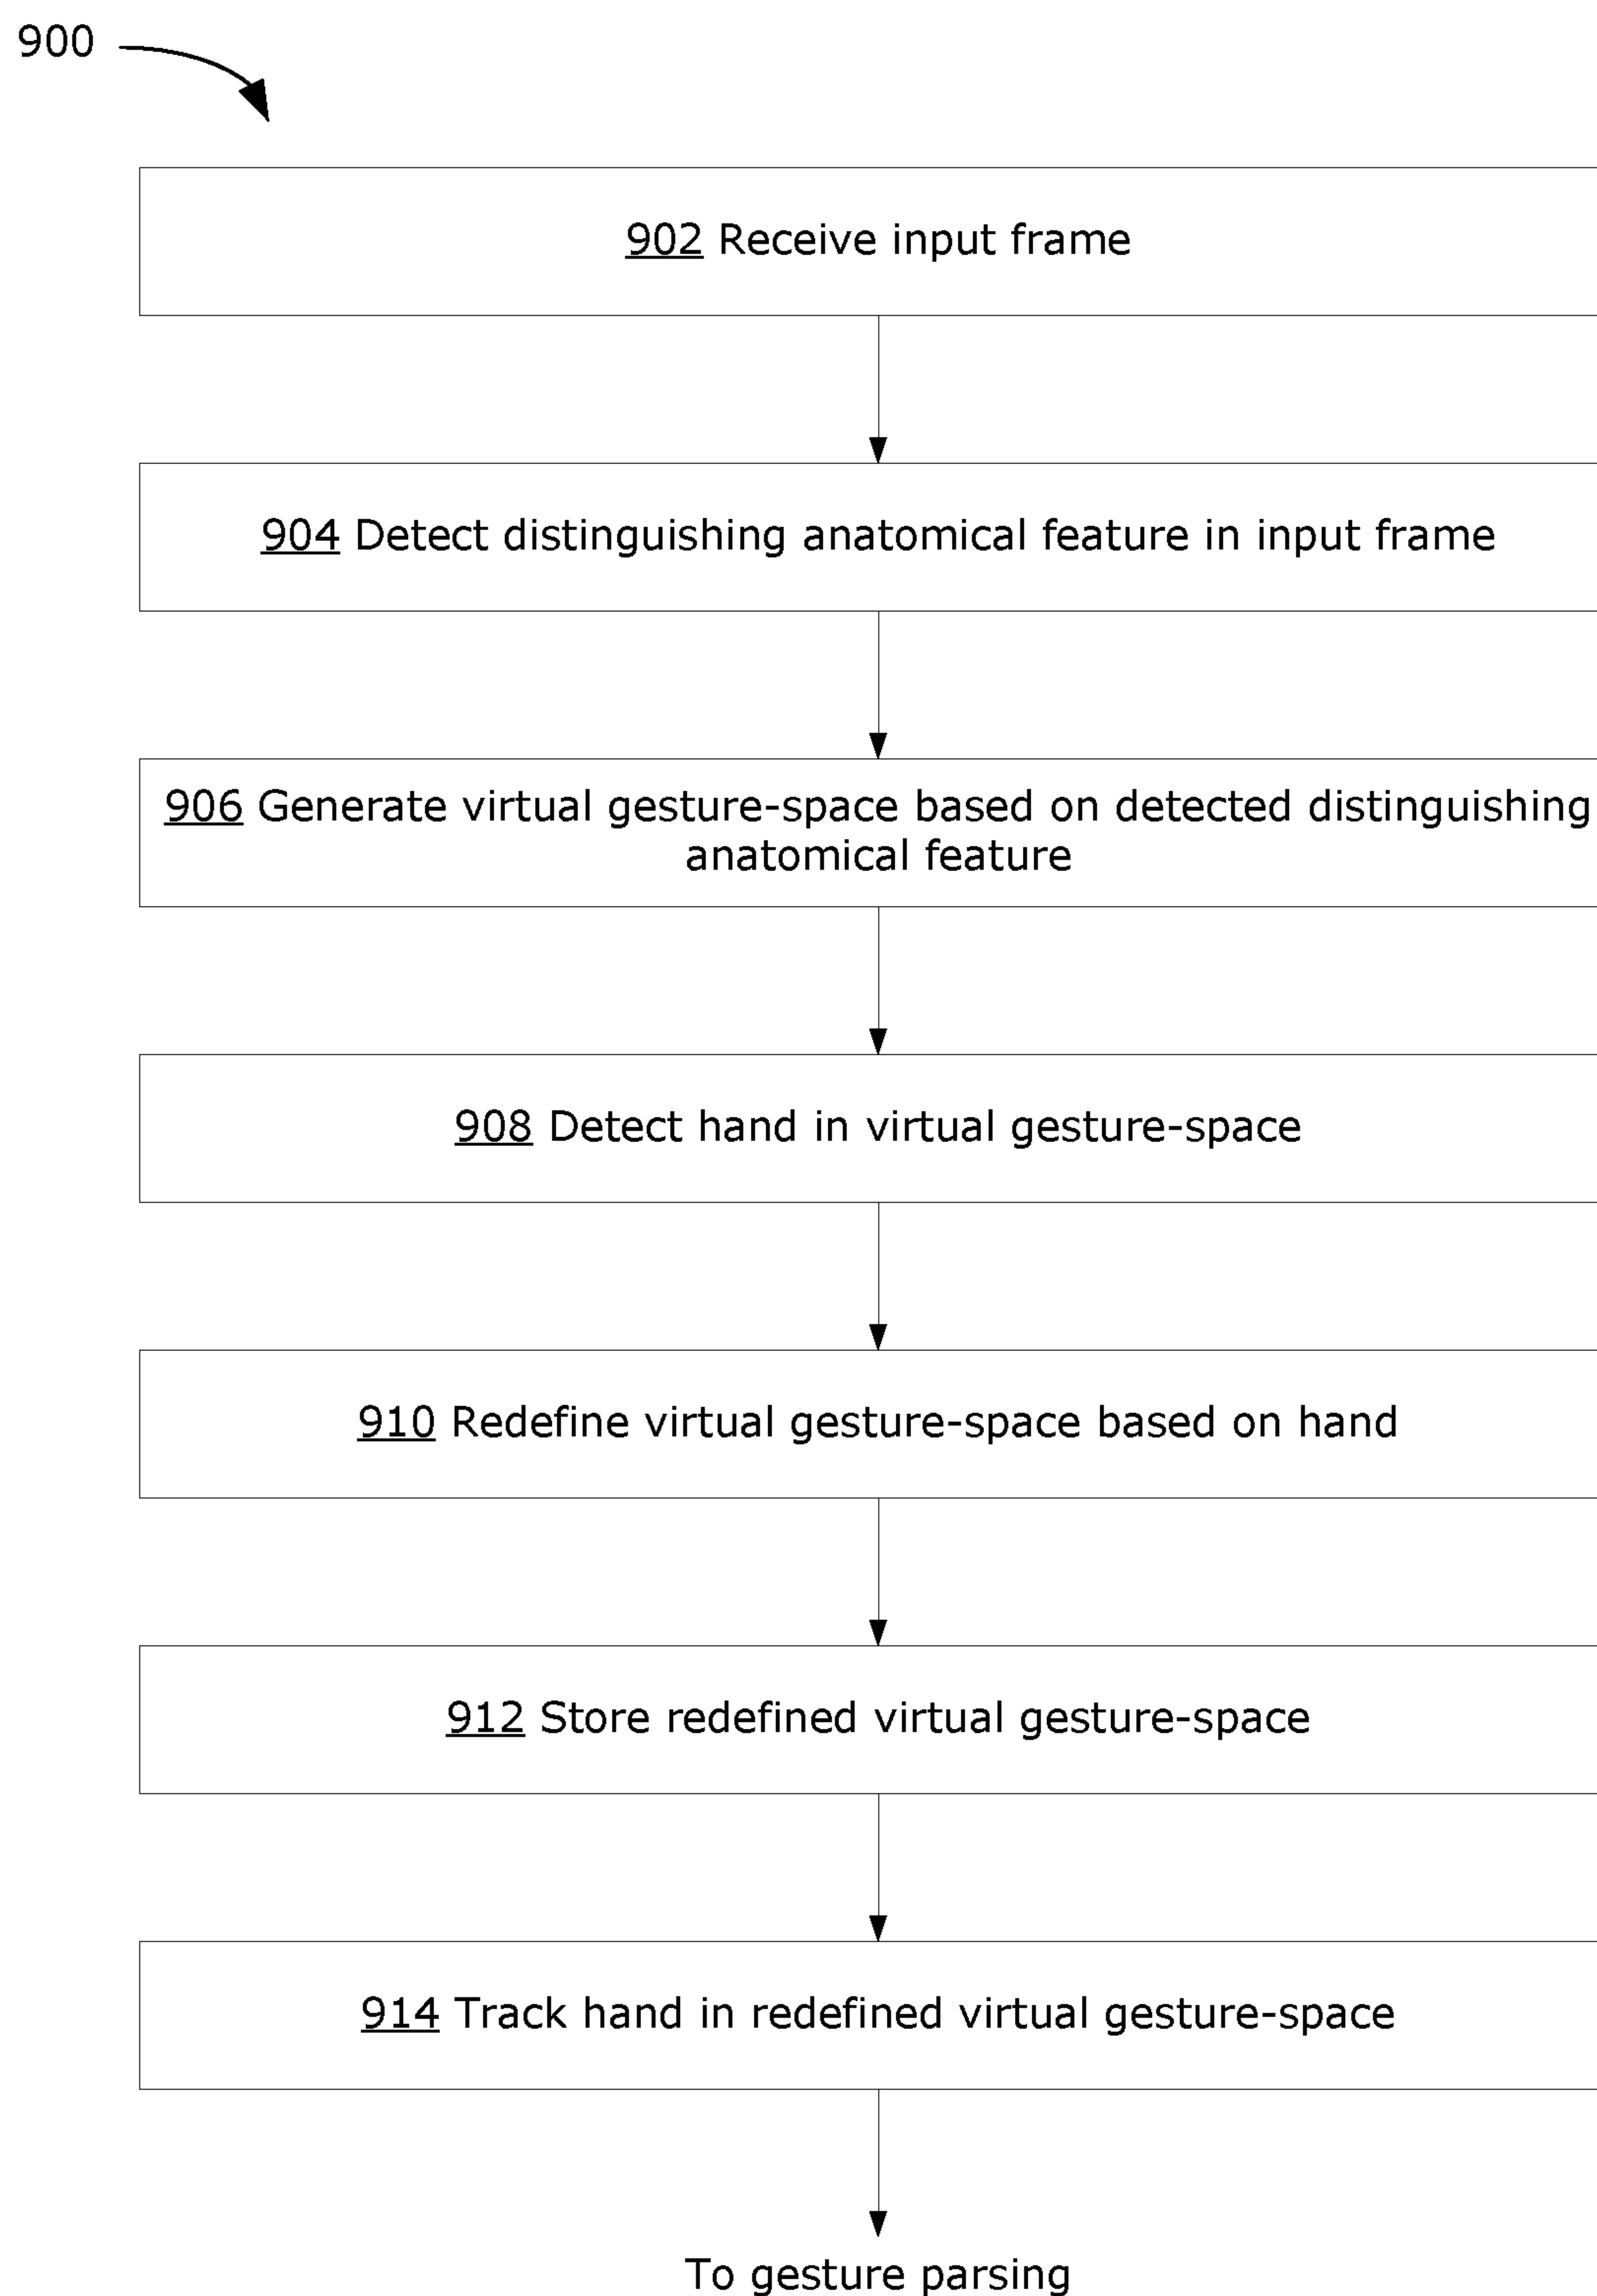 900
902 Receive input frame
904 Detect distinguishing anatomical feature in input frame
906 Generate virtual gesture-space based on detected distinguishing
anatomical feature
908 Detect hand in virtual gesture-space
910 Redefine virtual gesture-space based on hand
912 Store redefined virtual gesture-space
914 Track hand in redefined virtual gesture-space
To gesture parsing